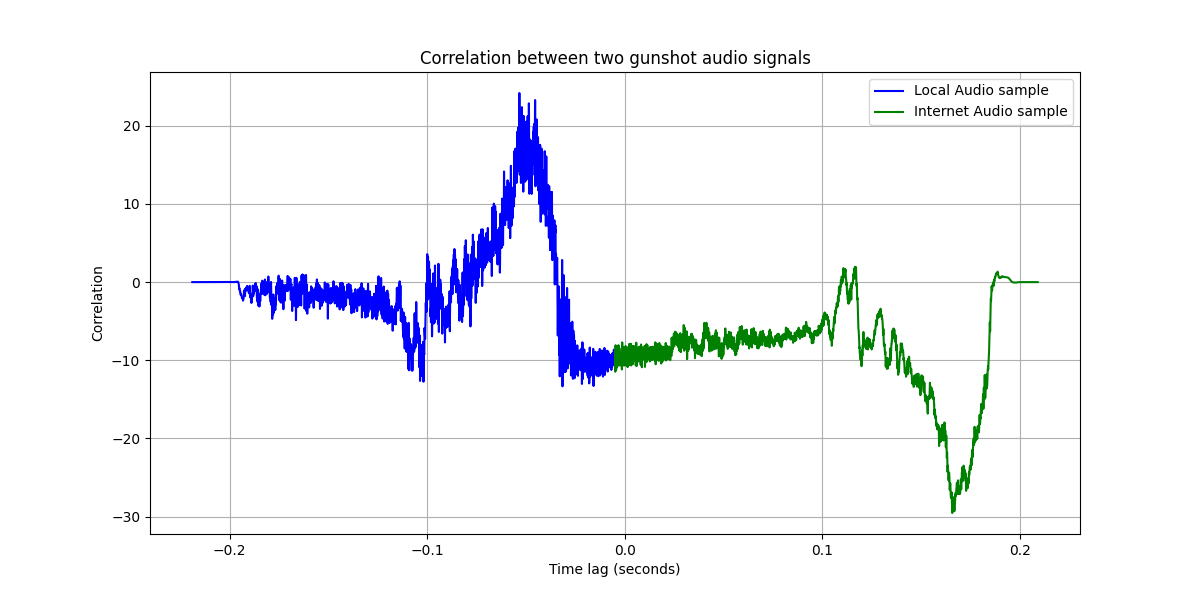 Correlation between two gunshot audio signals
Local Audio sample
Internet Audio sample
Correlation
20
10
0
−10
−20
−30
−0.2
−0.1
0.0
0.1
0.2
Time lag (seconds)